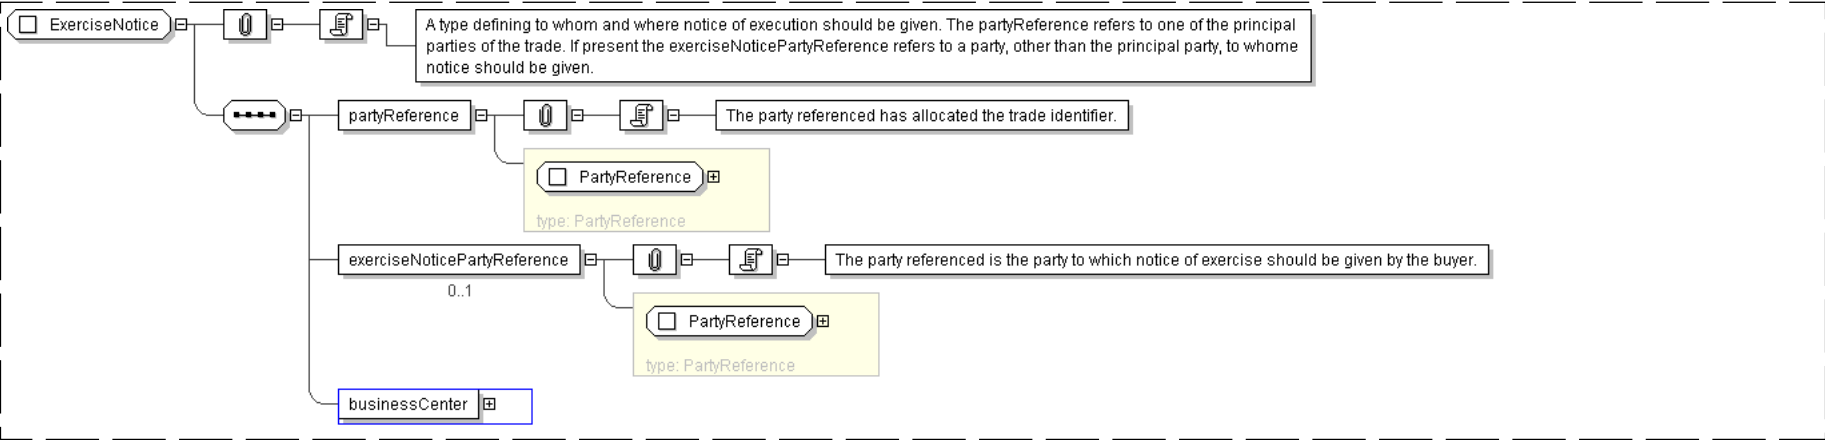 ExerciseNotice
A type defining to whom and where notice of execution should be given. The partyReference refers to one of the principal
parties of the trade. If present the exerciseNoticePartyReference refers to a party, other than the principal party, to whome
notice should be given.
partyReference
The party referenced has allocated the trade identifier.
PartyReference
type: PartyReference
exerciseNoticePartyReference
The party referenced is the party to which notice of exercise should be given by the buyer.
0..1
PartyReference
type: PartyReference
businessCenter